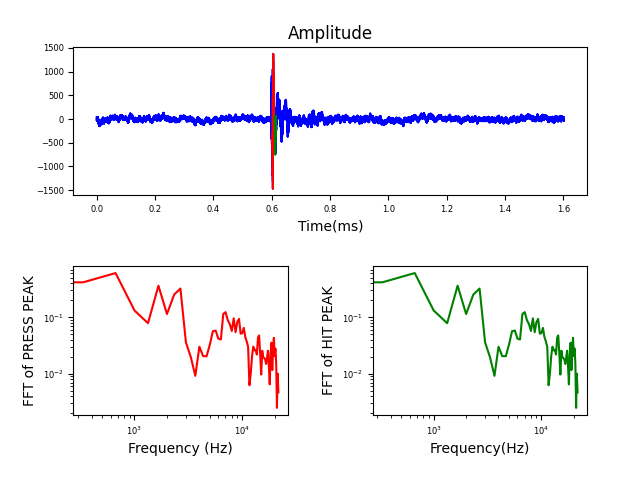 Amplitude
1500
1000
500
0
−500
−1000
−1500
0.0 0.2 0.4 0.6 0.8 1.0 1.2 1.4 1.6
Time(ms)
FFT of PRESS PEAK
10⁻¹
10⁻²
10³ 10⁴
Frequency (Hz)
FFT of HIT PEAK
10⁻¹
10⁻²
10³ 10⁴
Frequency(Hz)